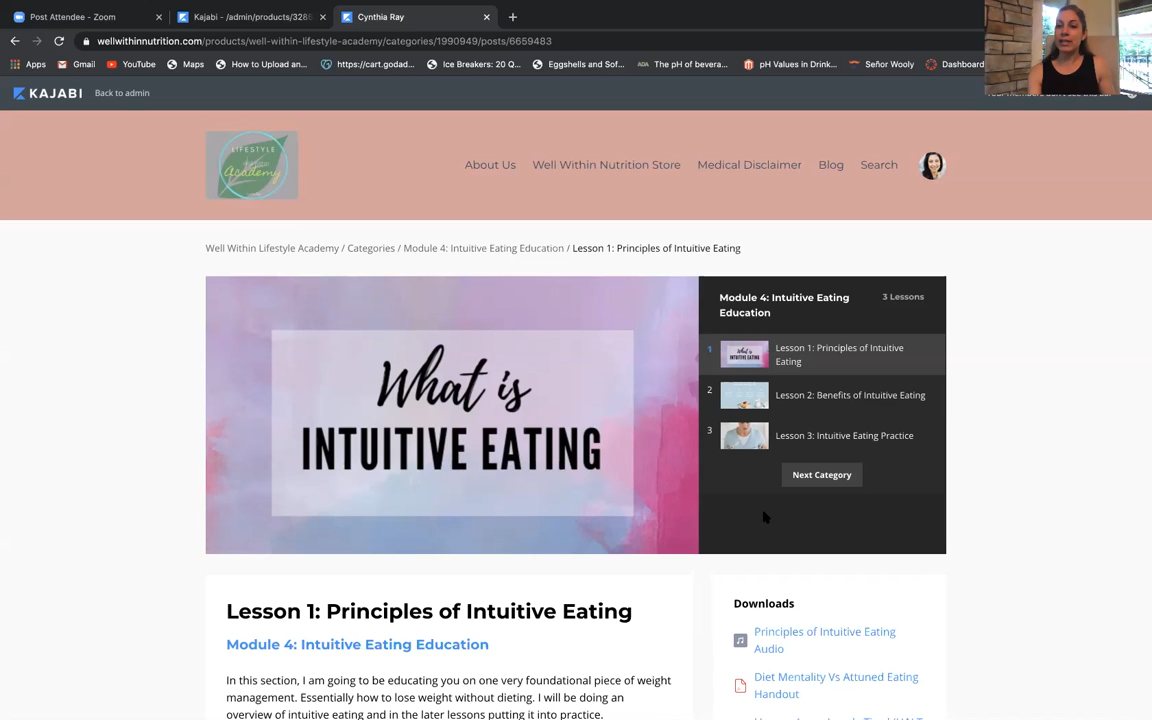 Post Attendee - Zoom
Kajabi - /admin/products/3288
Cynthia Ray
wellwithinnutrition.com/products/well-within-lifestyle-academy/categories/1990949/posts/6659483
Apps Gmail YouTube Maps How to Upload an... https://cart.godad... Ice Breakers: 20 Q... Eggshells and Sof... ADA The pH of bevera... pH Values in Drink... Señor Wooly Dashboard
KAJABI Back to admin
LIFESTYLE
Academy
About Us Well Within Nutrition Store Medical Disclaimer Blog Search
Well Within Lifestyle Academy / Categories / Module 4: Intuitive Eating Education / Lesson 1: Principles of Intuitive Eating
What is
INTUITIVE EATING
Module 4: Intuitive Eating
Education
3 Lessons
1 Lesson 1: Principles of Intuitive
Eating
2 Lesson 2: Benefits of Intuitive Eating
3 Lesson 3: Intuitive Eating Practice
Next Category
Lesson 1: Principles of Intuitive Eating
Module 4: Intuitive Eating Education
In this section, I am going to be educating you on one very foundational piece of weight
management. Essentially how to lose weight without dieting. I will be doing an
overview of intuitive eating and in the later lessons putting it into practice.
Downloads
Principles of Intuitive Eating
Audio
Diet Mentality Vs Attuned Eating
Handout